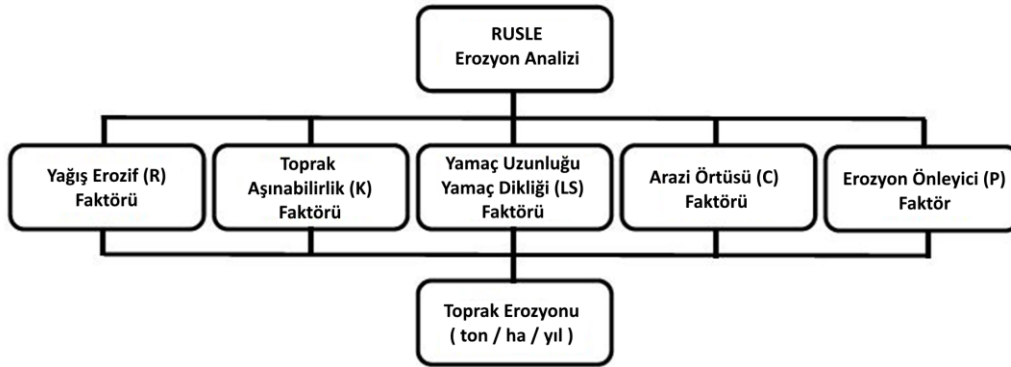 RUSLE
Erozyon Analizi
Yağış Erozif (R)
Faktörü
Toprak
Aşınabilirlik (K)
Faktörü
Yamaç Uzunluğu
Yamaç Dikliği (LS)
Faktörü
Arazi Örtüsü (C)
Faktörü
Erozyon Önleyici (P)
Faktör
Toprak Erozyonu
( ton / ha / yıl )